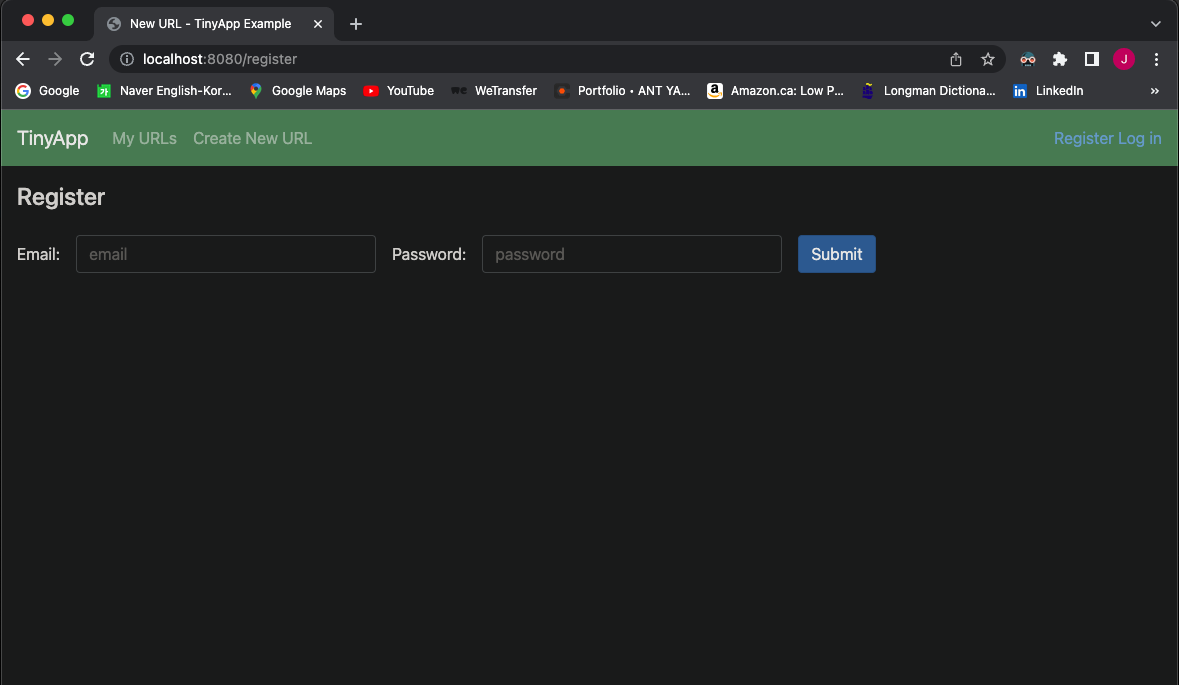 New URL - TinyApp Example
localhost:8080/register
J
Google Naver English-Kor... Google Maps YouTube WeTransfer Portfolio • ANT YA... Amazon.ca: Low P... Longman Dictiona... LinkedIn »
TinyApp My URLs Create New URL Register Log in
Register
Email: email Password: password Submit